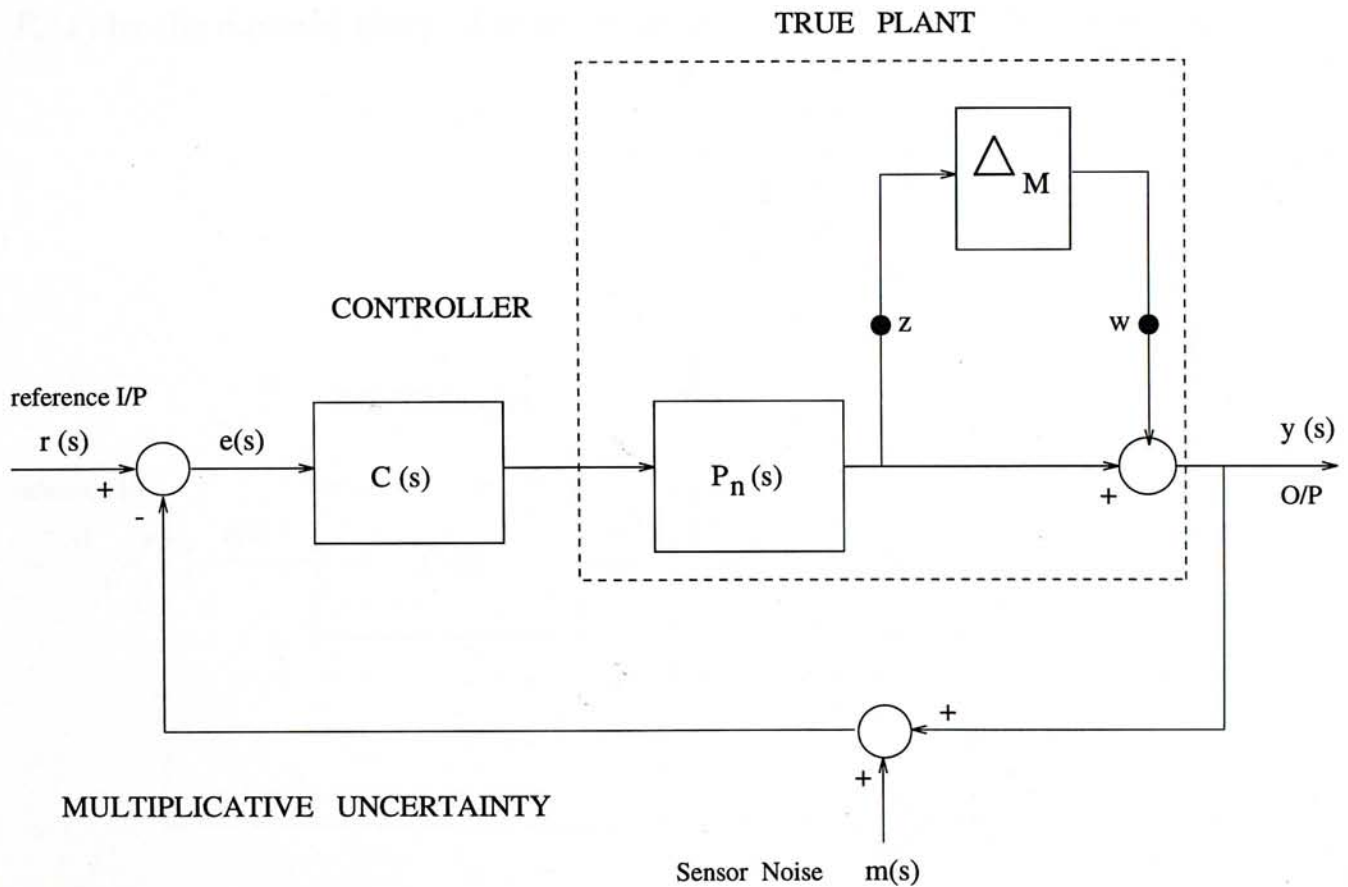 TRUE PLANT
Δ M
CONTROLLER
z
w
reference I/P
r (s)
e(s)
y (s)
+
-
C (s)
P n (s)
+
O/P
+
+
MULTIPLICATIVE UNCERTAINTY
Sensor Noise m(s)